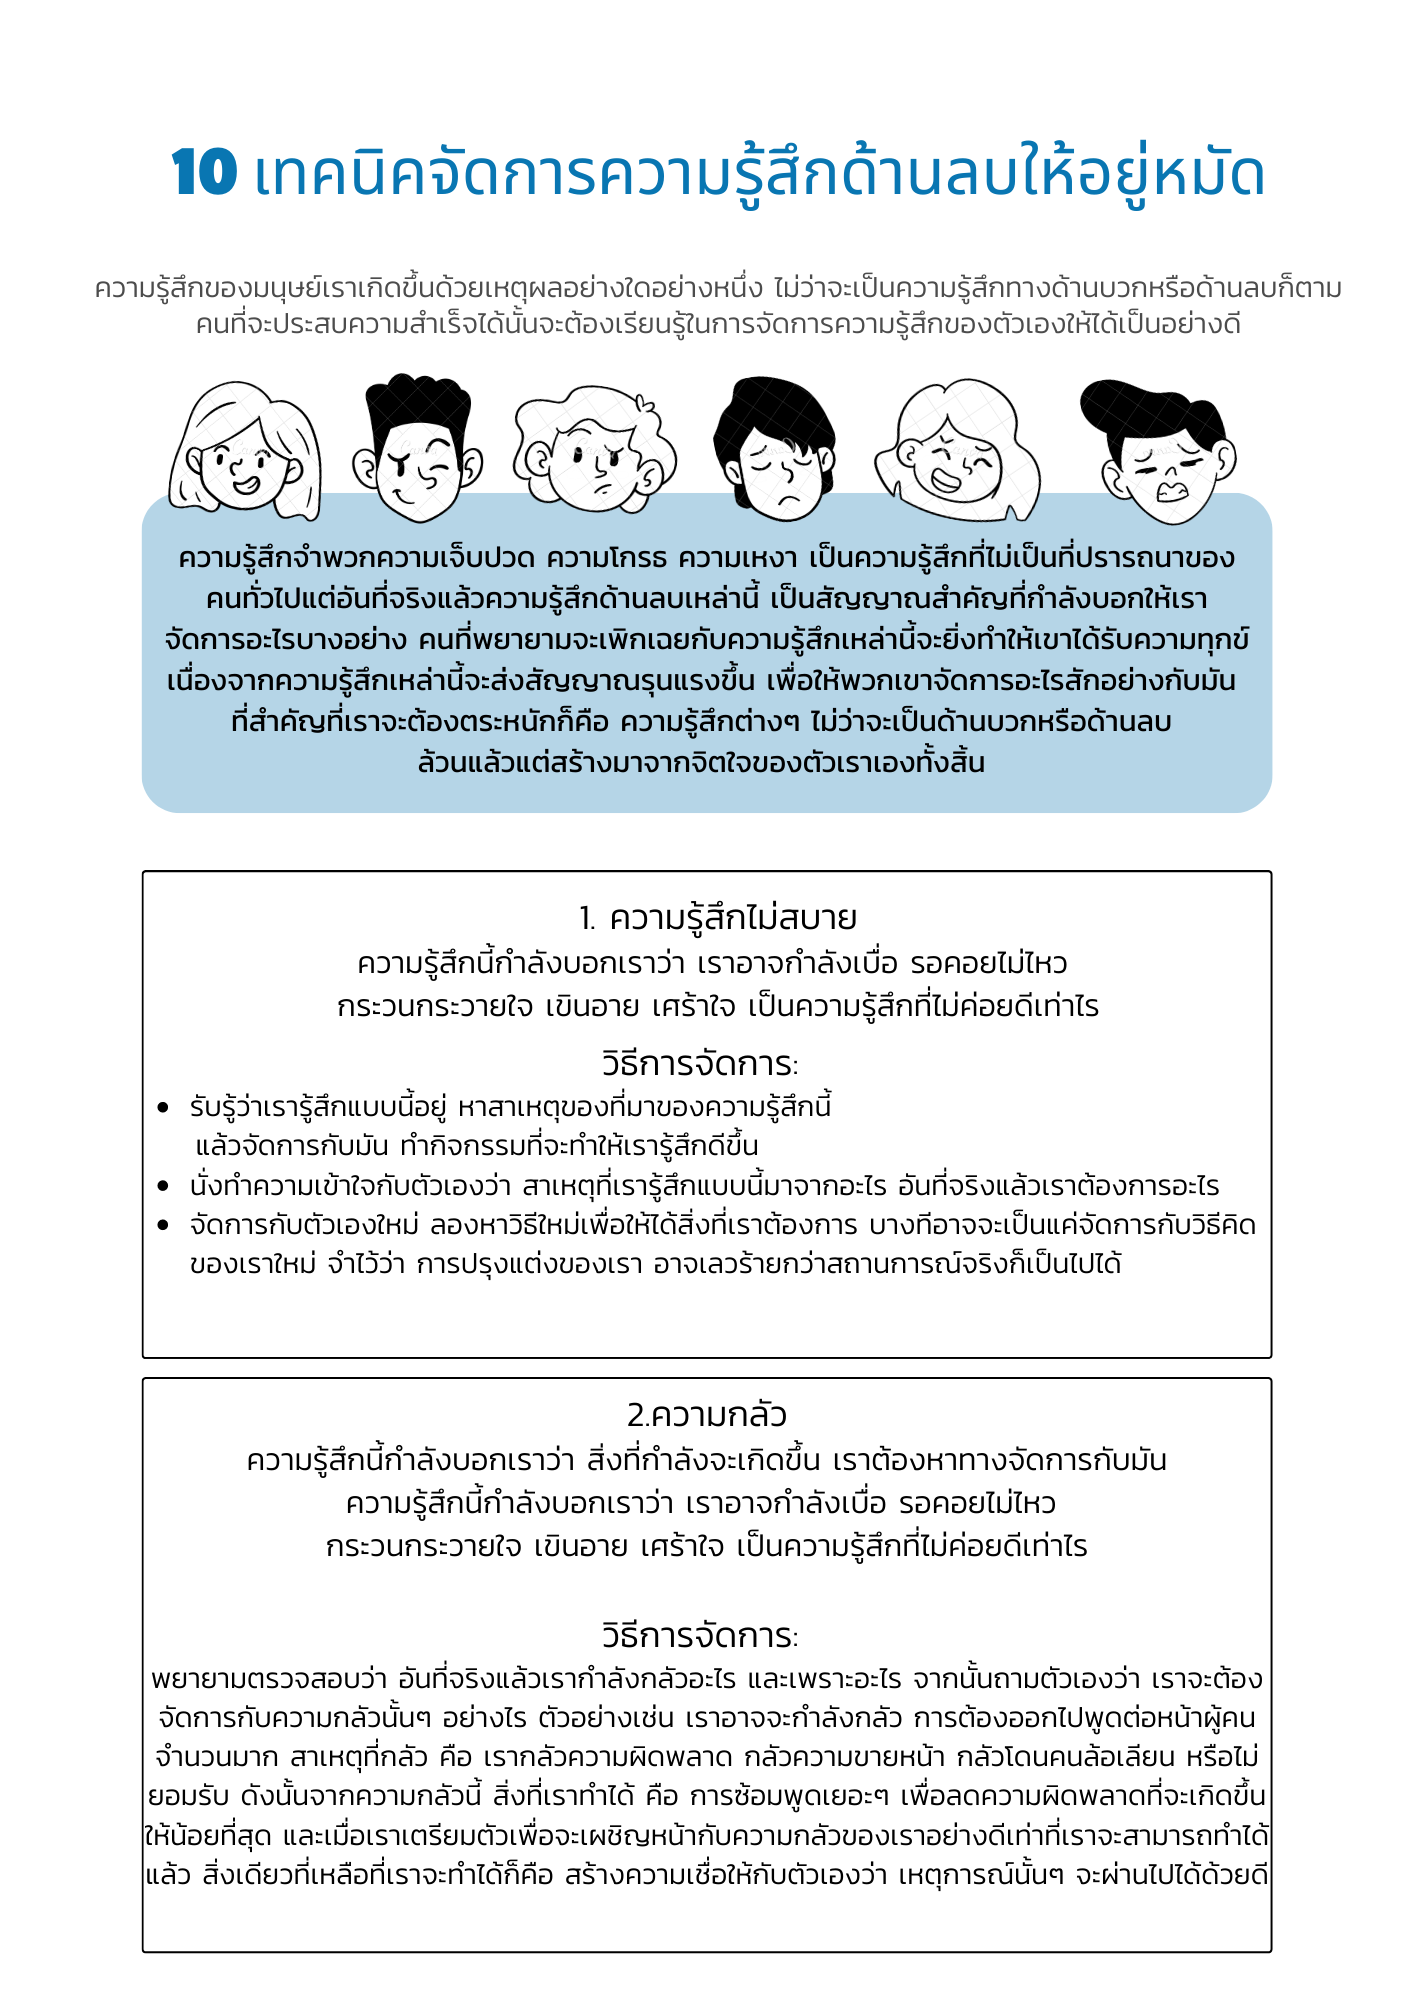 10 เทคนิคจัดการความรู้สึกด้านลบให้อยู่หมัด
ความรู้สึกของมนุษย์เราเกิดขึ้นด้วยเหตุผลอย่างใดอย่างหนึ่ง ไม่ว่าจะเป็นความรู้สึกทางด้านบวกหรือด้านลบก็ตาม
คนที่จะประสบความสำเร็จได้นั้นจะต้องเรียนรู้ในการจัดการความรู้สึกของตัวเองให้ได้เป็นอย่างดี
ความรู้สึกจำพวกความเจ็บปวด ความโกรธ ความเหงา เป็นความรู้สึกที่ไม่เป็นที่ปรารถนาของ
คนทั่วไปแต่อันที่จริงแล้วความรู้สึกด้านลบเหล่านี้ เป็นสัญญาณสำคัญที่กำลังบอกให้เรา
จัดการอะไรบางอย่าง คนที่พยายามจะเพิกเฉยกับความรู้สึกเหล่านี้จะยิ่งทำให้เขาได้รับความทุกข์
เนื่องจากความรู้สึกเหล่านี้จะส่งสัญญาณรุนแรงขึ้น เพื่อให้พวกเขาจัดการอะไรสักอย่างกับมัน
ที่สำคัญที่เราจะต้องตระหนักก็คือ ความรู้สึกต่างๆ ไม่ว่าจะเป็นด้านบวกหรือด้านลบ
ล้วนแล้วแต่สร้างมาจากจิตใจของตัวเราเองทั้งสิ้น
1. ความรู้สึกไม่สบาย
ความรู้สึกนี้กำลังบอกเราว่า เราอาจกำลังเบื่อ รอคอยไม่ไหว
กระวนกระวายใจ เขินอาย เศร้าใจ เป็นความรู้สึกที่ไม่ค่อยดีเท่าไร
วิธีการจัดการ:
• รับรู้ว่าเรารู้สึกแบบนี้อยู่ หาสาเหตุของที่มาของความรู้สึกนี้
แล้วจัดการกับมัน ทำกิจกรรมที่จะทำให้เรารู้สึกดีขึ้น
• นั่งทำความเข้าใจกับตัวเองว่า สาเหตุที่เรารู้สึกแบบนี้มาจากอะไร อันที่จริงแล้วเราต้องการอะไร
• จัดการกับตัวเองใหม่ ลองหาวิธีใหม่เพื่อให้ได้สิ่งที่เราต้องการ บางทีอาจจะเป็นแค่จัดการกับวิธีคิด
ของเราใหม่ จำไว้ว่า การปรุงแต่งของเรา อาจเลวร้ายกว่าสถานการณ์จริงก็เป็นไปได้
2.ความกลัว
ความรู้สึกนี้กำลังบอกเราว่า สิ่งที่กำลังจะเกิดขึ้น เราต้องหาทางจัดการกับมัน
ความรู้สึกนี้กำลังบอกเราว่า เราอาจกำลังเบื่อ รอคอยไม่ไหว
กระวนกระวายใจ เขินอาย เศร้าใจ เป็นความรู้สึกที่ไม่ค่อยดีเท่าไร
วิธีการจัดการ:
พยายามตรวจสอบว่า อันที่จริงแล้วเรากำลังกลัวอะไร และเพราะอะไร จากนั้นถามตัวเองว่า เราจะต้อง
จัดการกับความกลัวนั้นๆ อย่างไร ตัวอย่างเช่น เราอาจจะกำลังกลัว การต้องออกไปพูดต่อหน้าผู้คน
จำนวนมาก สาเหตุที่กลัว คือ เรากลัวความผิดพลาด กลัวความขายหน้า กลัวโดนคนล้อเลียน หรือไม่
ยอมรับ ดังนั้นจากความกลัวนี้ สิ่งที่เราทำได้ คือ การซ้อมพูดเยอะๆ เพื่อลดความผิดพลาดที่จะเกิดขึ้น
ให้น้อยที่สุด และเมื่อเราเตรียมตัวเพื่อจะเผชิญหน้ากับความกลัวของเราอย่างดีเท่าที่เราจะสามารถทำได้
แล้ว สิ่งเดียวที่เหลือที่เราจะทำได้ก็คือ สร้างความเชื่อให้กับตัวเองว่า เหตุการณ์นั้นๆ จะผ่านไปได้ด้วยดี